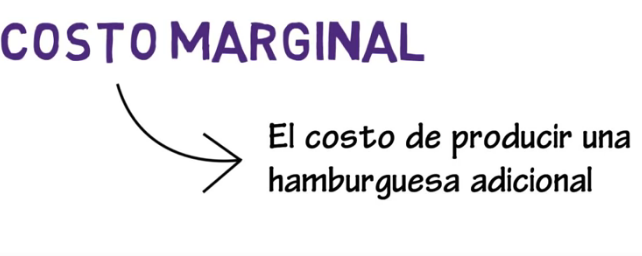 COSTO MARGINAL
El costo de producir una
hamburguesa adicional